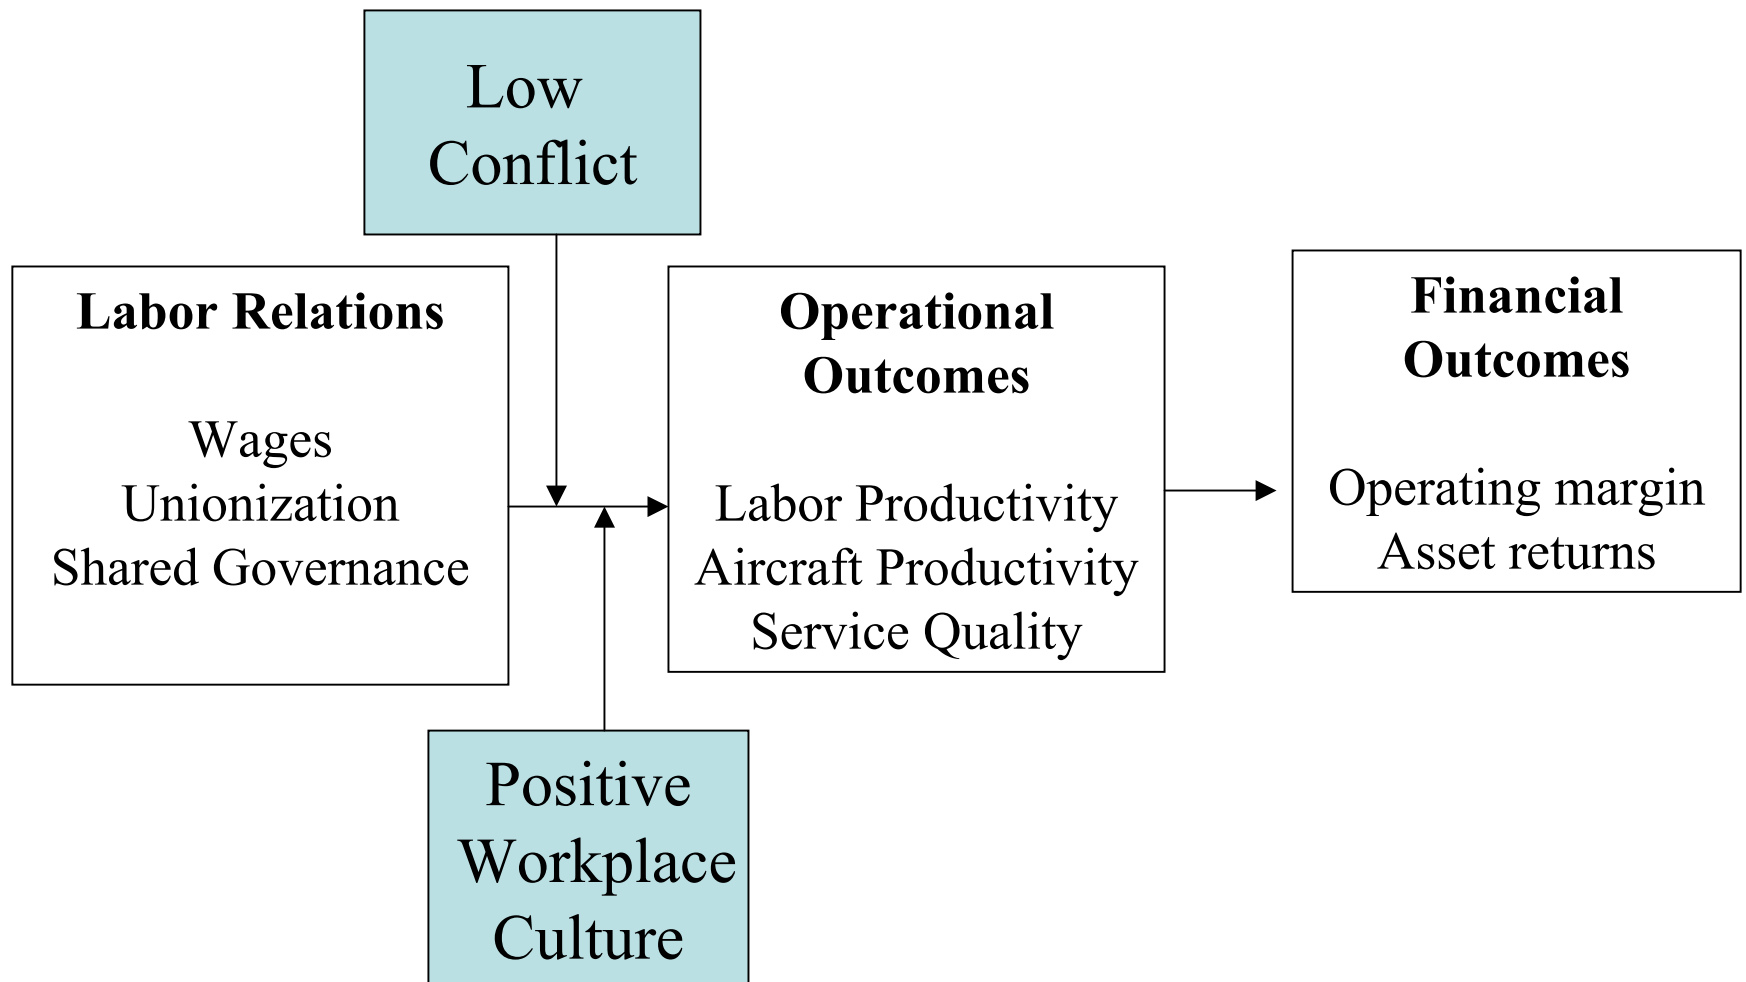 Low
Conflict
Labor Relations
Wages
Unionization
Shared Governance
Operational
Outcomes
Labor Productivity
Aircraft Productivity
Service Quality
Financial
Outcomes
Operating margin
Asset returns
Positive
Workplace
Culture